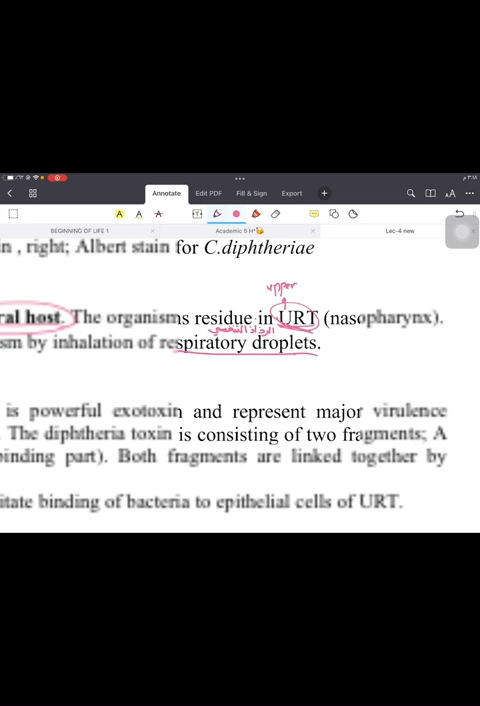 Annotate Edit PDF Fill & Sign Export
BEGINNING OF LIFE 1 Academic 5 Lec-4 new
in , right; Albert stain for C.diphtheriae
upper
ral host. The organisms residue in URT (nasopharynx).
الرذاذ التنفسي
sm by inhalation of respiratory droplets.
is powerful exotoxin and represent major virulence
. The diphtheria toxin is consisting of two fragments; A
binding part). Both fragments are linked together by
itate binding of bacteria to epithelial cells of URT.